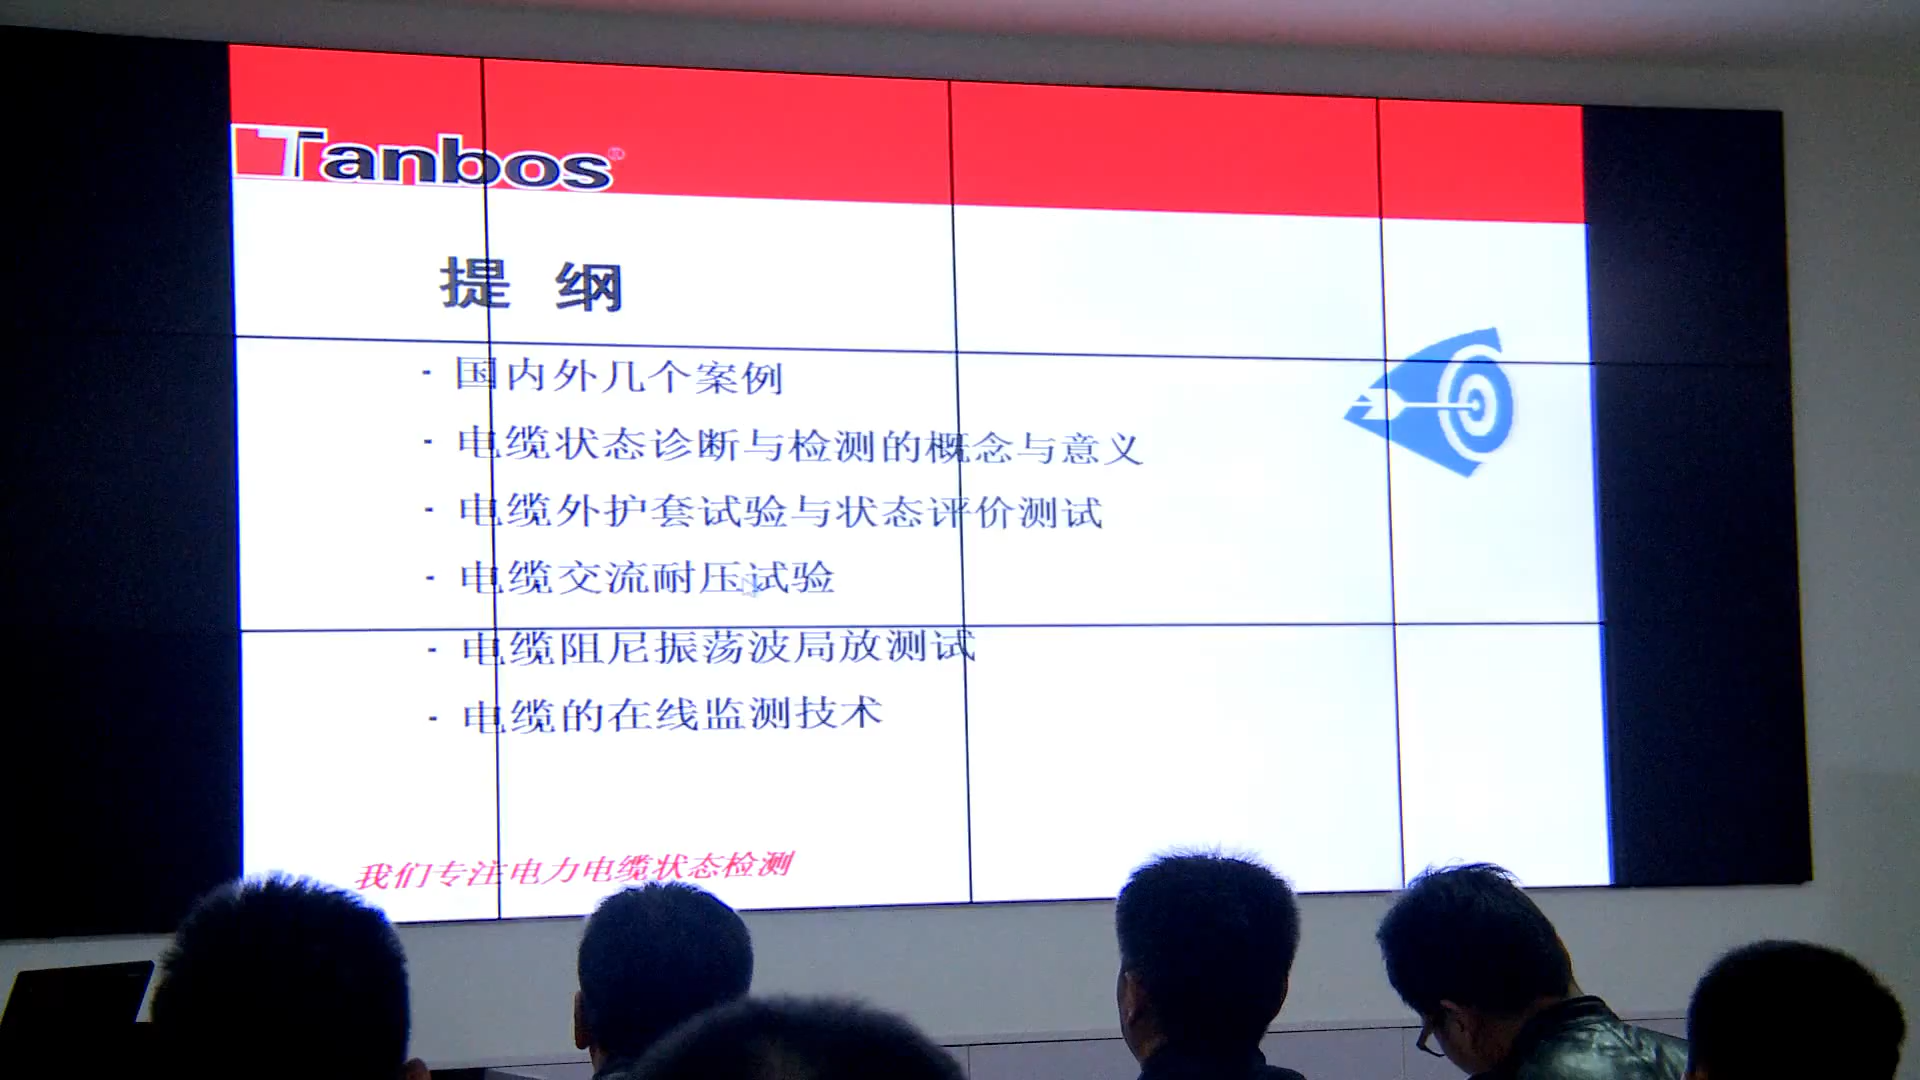 Tanbos®
提 纲
· 国内外几个案例
· 电缆状态诊断与检测的概念与意义
· 电缆外护套试验与状态评价测试
· 电缆交流耐压试验
· 电缆阻尼振荡波局放测试
· 电缆的在线监测技术
我们专注电力电缆状态检测